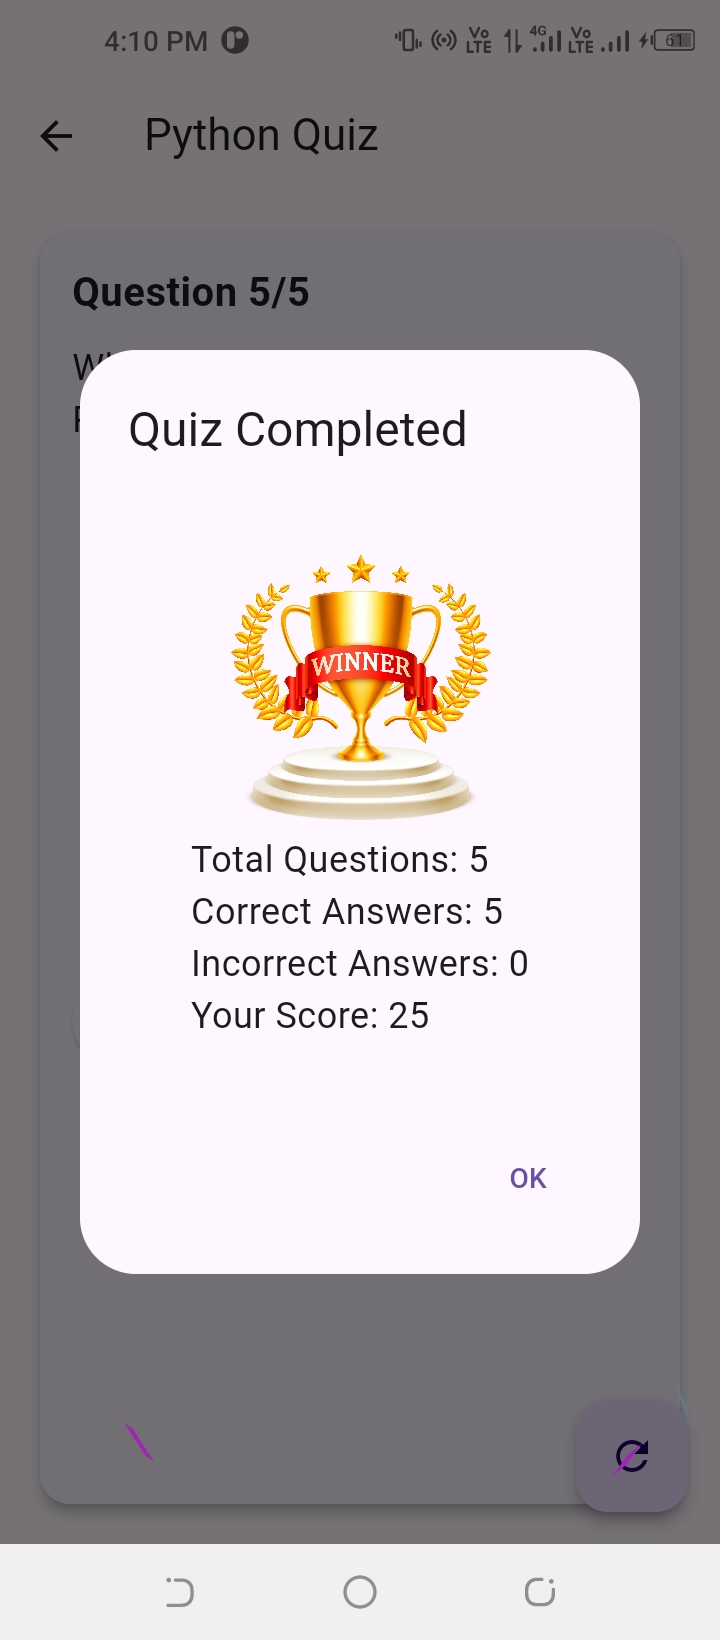 4:10 PM
Vo LTE 4G Vo LTE 61
Python Quiz
Question 5/5
Quiz Completed
WINNER
Total Questions: 5
Correct Answers: 5
Incorrect Answers: 0
Your Score: 25
OK